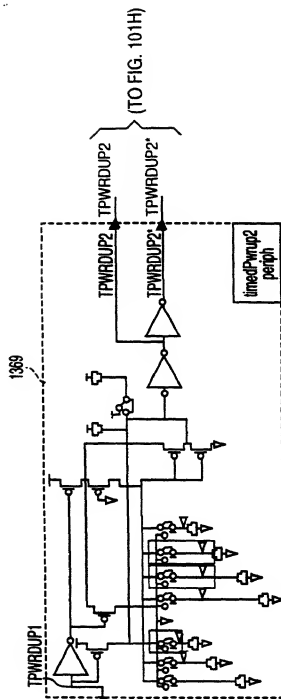 1369
TPWRDUP1
TPWRDUP2
TPWRDUP2
TPWRDUP2*
TPWRDUP2*
(TO FIG. 101H)
timedPwrup2
periph